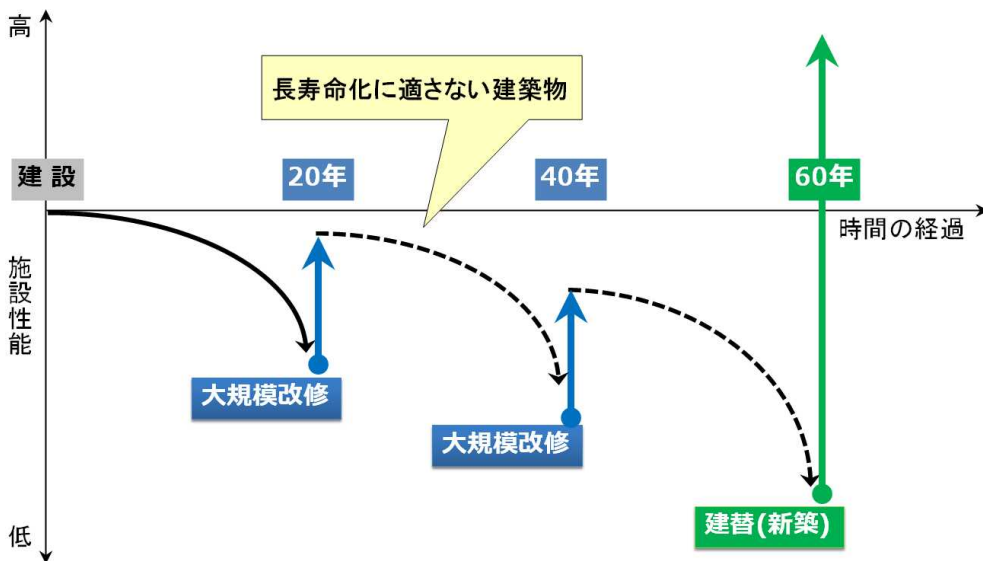 高
長寿命化に適さない建築物
建設
20年
40年
60年
時間の経過
施設性能
大規模改修
大規模改修
建替(新築)
低